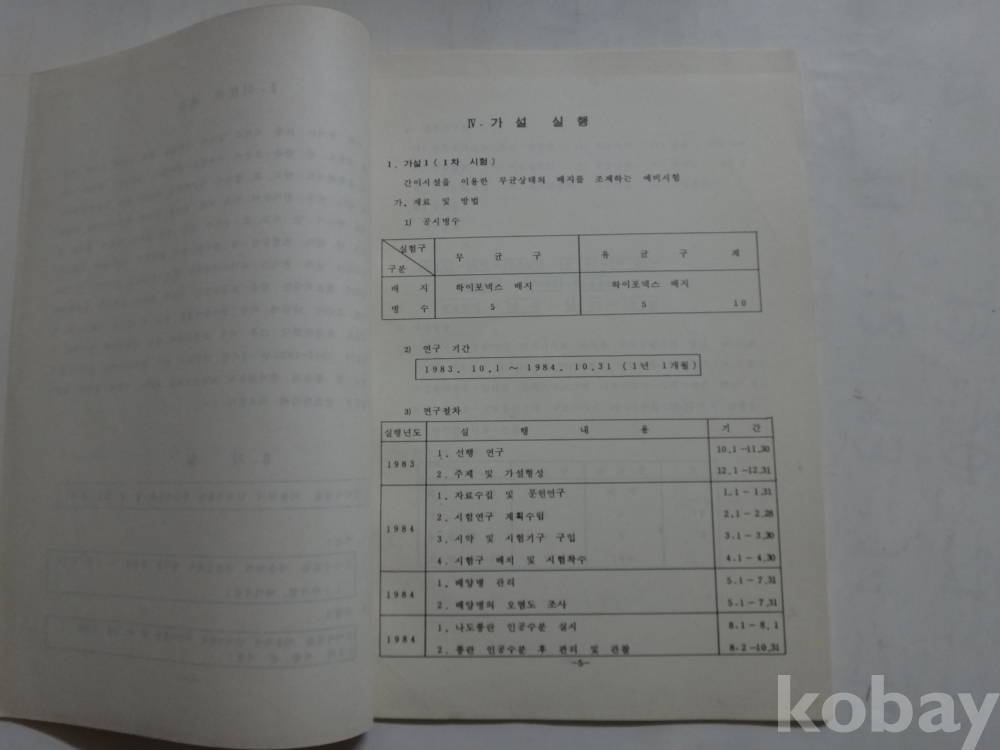 Ⅳ. 가 설 실 행
1. 가설1 ( 1차 시험 )
간이시설을 이용한 무균상태의 배지를 조제하는 예비시험
가. 재료 및 방법
1) 공시병수
실험구 구분 무 균 구 유 균 구 계
배 지 하이포넥스 배지 하이포넥스 배지
병 수 5 5 10
2) 연구 기간
1983. 10.1 ~ 1984. 10.31 ( 1년 1개월 )
3) 연구절차
실행년도 실 행 내 용 기 간
1983 1. 선행 연구 10.1-11.30
2. 주제 및 가설형성 12.1-12.31
1984 1. 자료수집 및 문헌연구 1.1- 1.31
2. 시험연구 계획수립 2.1- 2.28
3. 시약 및 시험기구 구입 3.1- 3.30
4. 시험구 배치 및 시험착수 4.1- 4.30
1984 1. 배양병 관리 5.1- 7.31
2. 배양병의 오염도 조사 5.1- 7.31
1984 1. 나도풍란 인공수분 실시 8.1- 8.1
2. 풍란 인공수분 후 관리 및 관찰 8.2-10.31
-5-
kobay